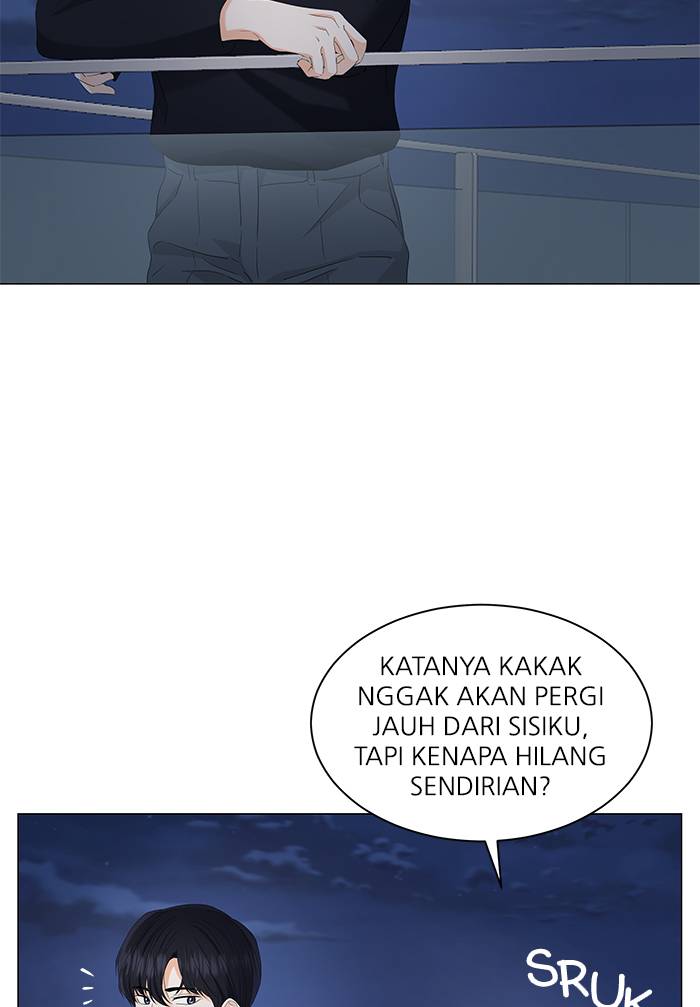 KATANYA KAKAK
NGGAK AKAN PERGI
JAUH DARI SISIKU,
TAPI KENAPA HILANG
SENDIRIAN?
SRUK